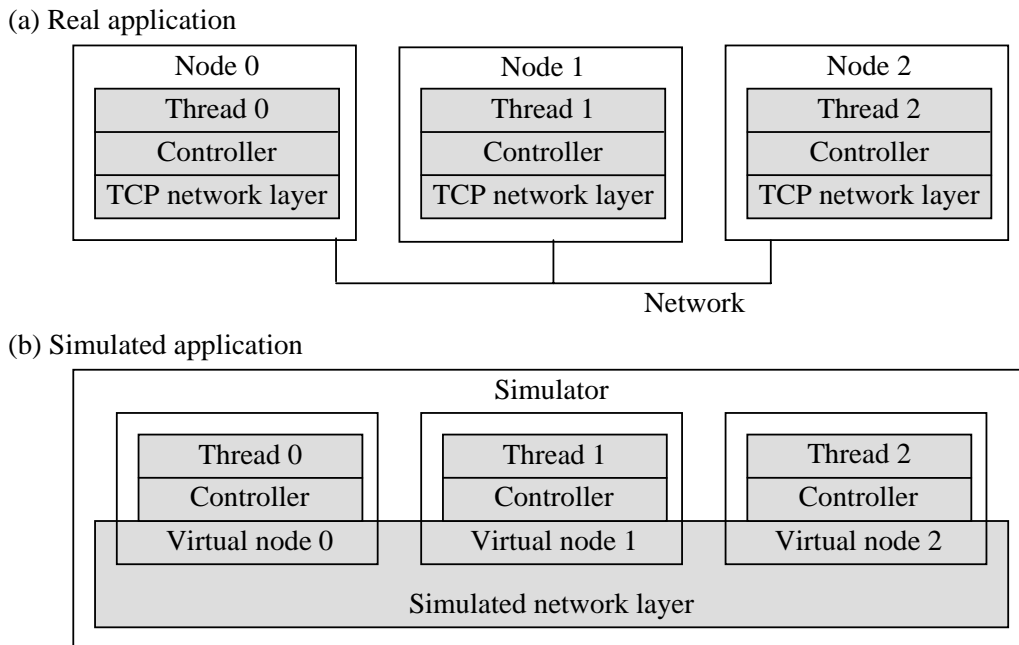 (a) Real application
Node 0
Node 1
Node 2
Thread 0
Thread 1
Thread 2
Controller
Controller
Controller
TCP network layer
TCP network layer
TCP network layer
Network
(b) Simulated application
Simulator
Thread 0
Thread 1
Thread 2
Controller
Controller
Controller
Virtual node 0
Virtual node 1
Virtual node 2
Simulated network layer